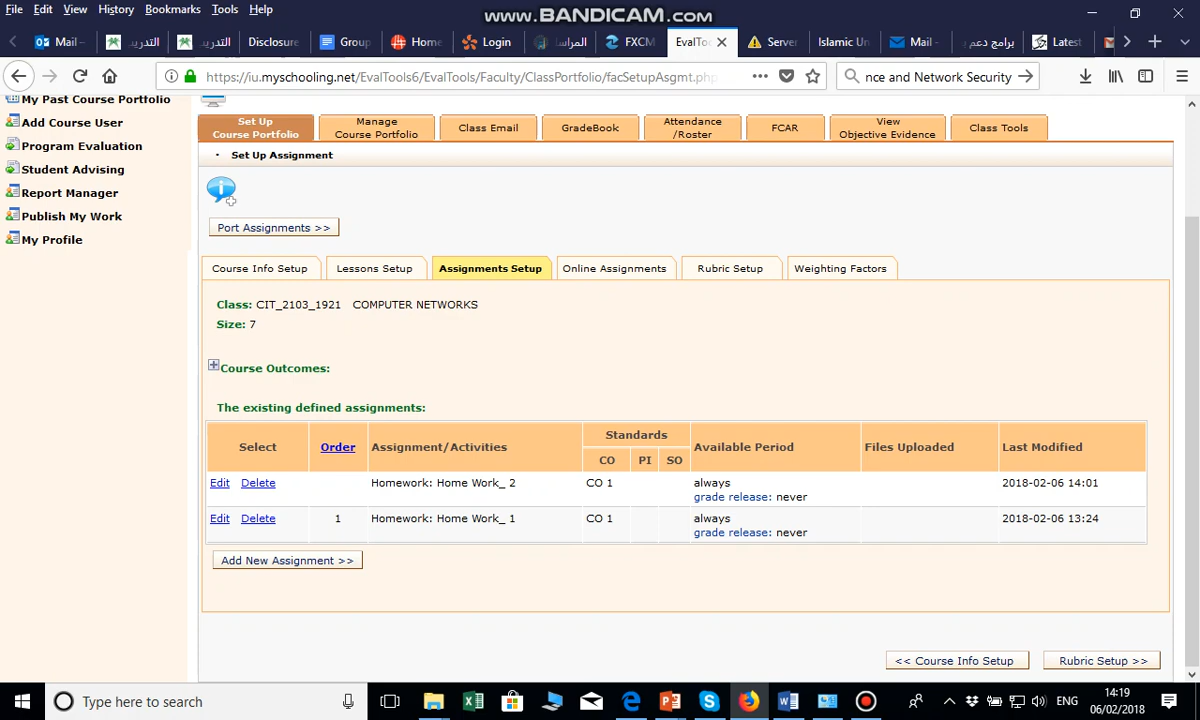 File Edit View History Bookmarks Tools Help
www.BANDICAM.com
Mail - التدريب التدريب Disclosure Group Home Login المراسا FXCM EvalToo Server Islamic Un Mail - برامج دعم Latest
https://iu.myschooling.net/EvalTools6/EvalTools/Faculty/ClassPortfolio/facSetupAsgmt.php
nce and Network Security
My Past Course Portfolio
Add Course User
Program Evaluation
Student Advising
Report Manager
Publish My Work
My Profile
Set Up Course Portfolio
Manage Course Portfolio
Class Email
GradeBook
Attendance /Roster
FCAR
View Objective Evidence
Class Tools
· Set Up Assignment
Port Assignments >>
Course Info Setup
Lessons Setup
Assignments Setup
Online Assignments
Rubric Setup
Weighting Factors
Class: CIT_2103_1921 COMPUTER NETWORKS
Size: 7
Course Outcomes:
The existing defined assignments:
Select Order Assignment/Activities Standards Available Period Files Uploaded Last Modified
CO PI SO
Edit Delete Homework: Home Work_ 2 CO 1 always 2018-02-06 14:01
grade release: never
Edit Delete 1 Homework: Home Work_ 1 CO 1 always 2018-02-06 13:24
grade release: never
Add New Assignment >>
<< Course Info Setup
Rubric Setup >>
Type here to search
ENG
14:19
06/02/2018